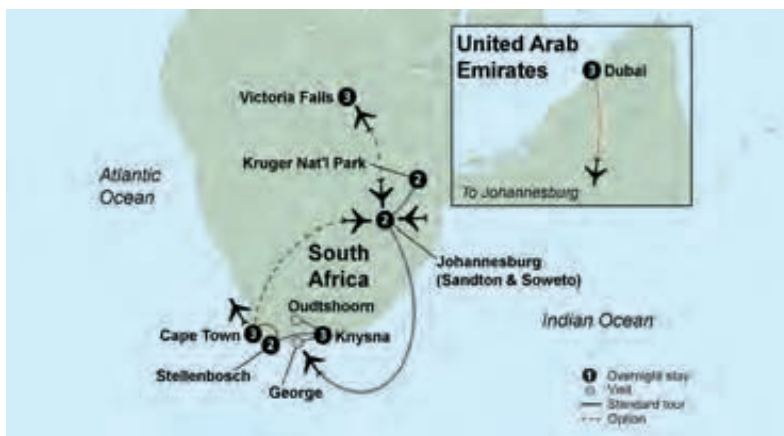 United Arab
Emirates
3 Dubai
To Johannesburg
Victoria Falls 3
Kruger Nat'l Park
2
Atlantic
Ocean
2
South
Africa
Johannesburg
(Sandton & Soweto)
Oudtshoorn
Cape Town 3
2
3 Knysna
Indian Ocean
Stellenbosch
George
1 Overnight stay
Visit
Standard tour
Option